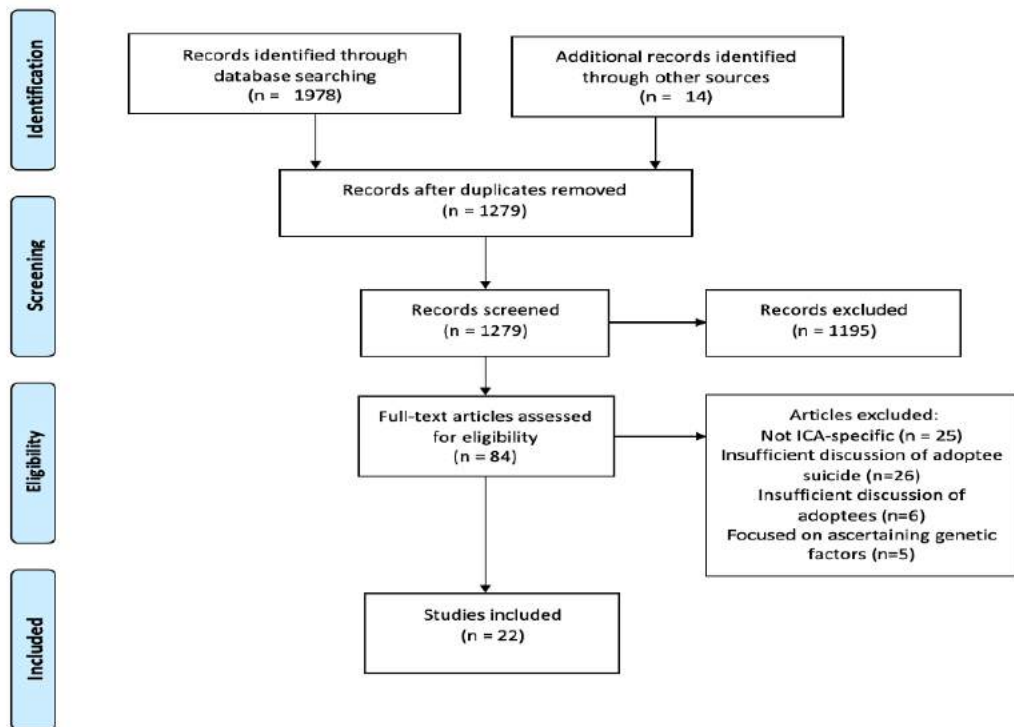 Identification
Records identified through
database searching
(n = 1978)
Additional records identified
through other sources
(n = 14)
Records after duplicates removed
(n = 1279)
Screening
Records screened
(n = 1279)
Records excluded
(n = 1195)
Eligibility
Full-text articles assessed
for eligibility
(n = 84)
Articles excluded:
Not ICA-specific (n = 25)
Insufficient discussion of adoptee
suicide (n=26)
Insufficient discussion of
adoptees (n=6)
Focused on ascertaining genetic
factors (n=5)
Included
Studies included
(n = 22)